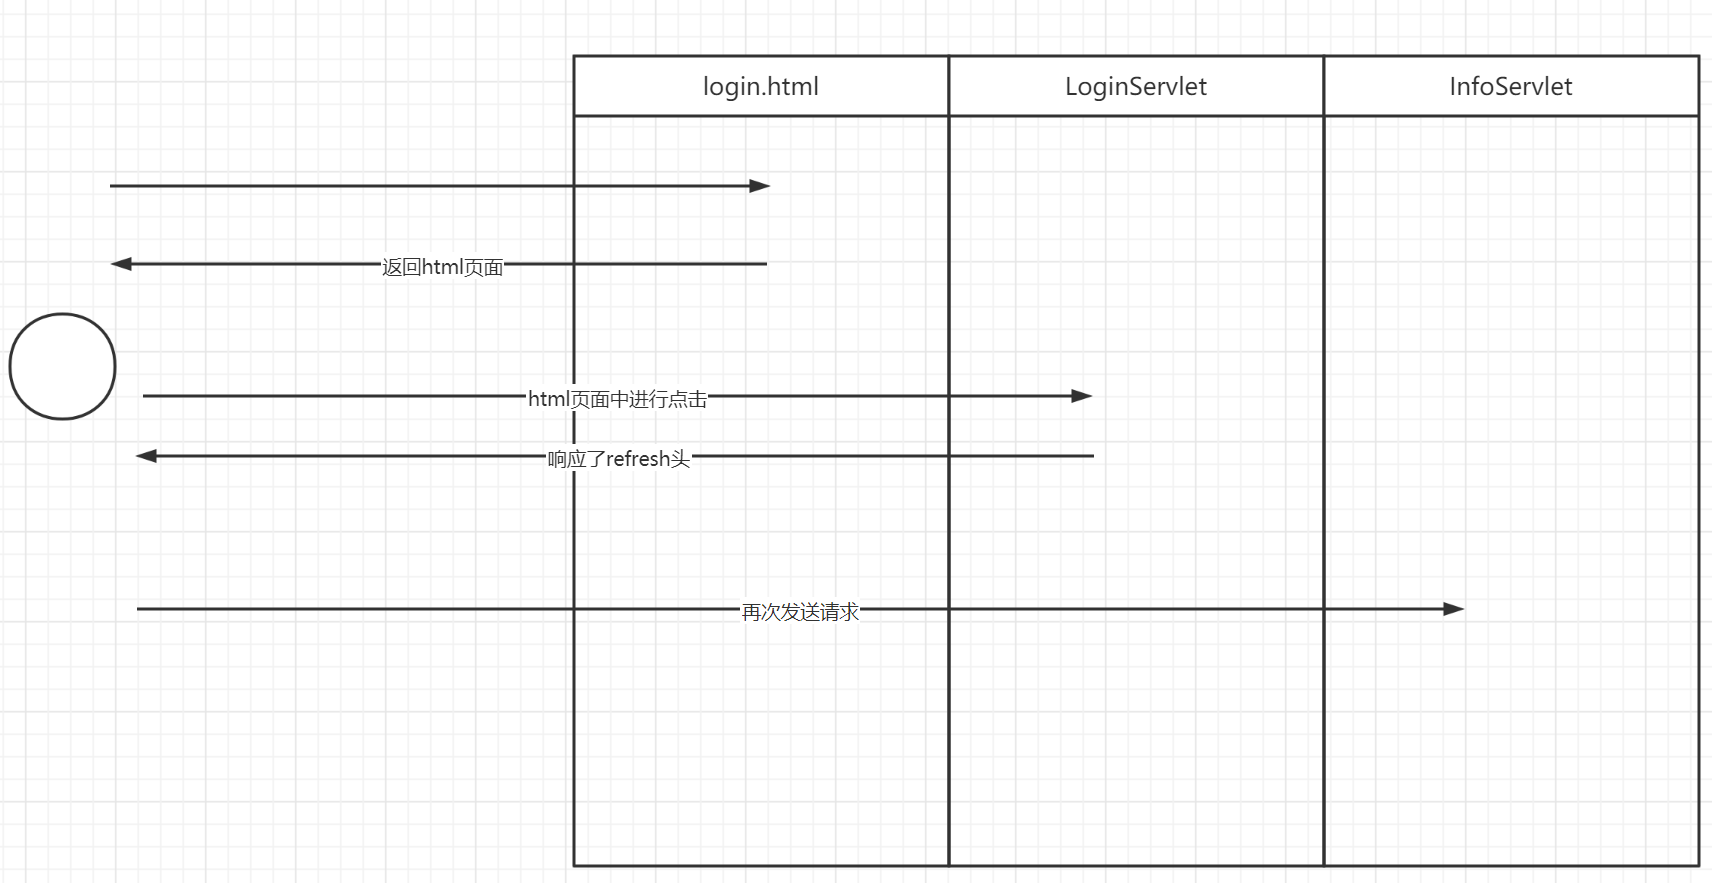 login.html
LoginServlet
InfoServlet
返回html页面
html页面中进行点击
响应了refresh头
再次发送请求